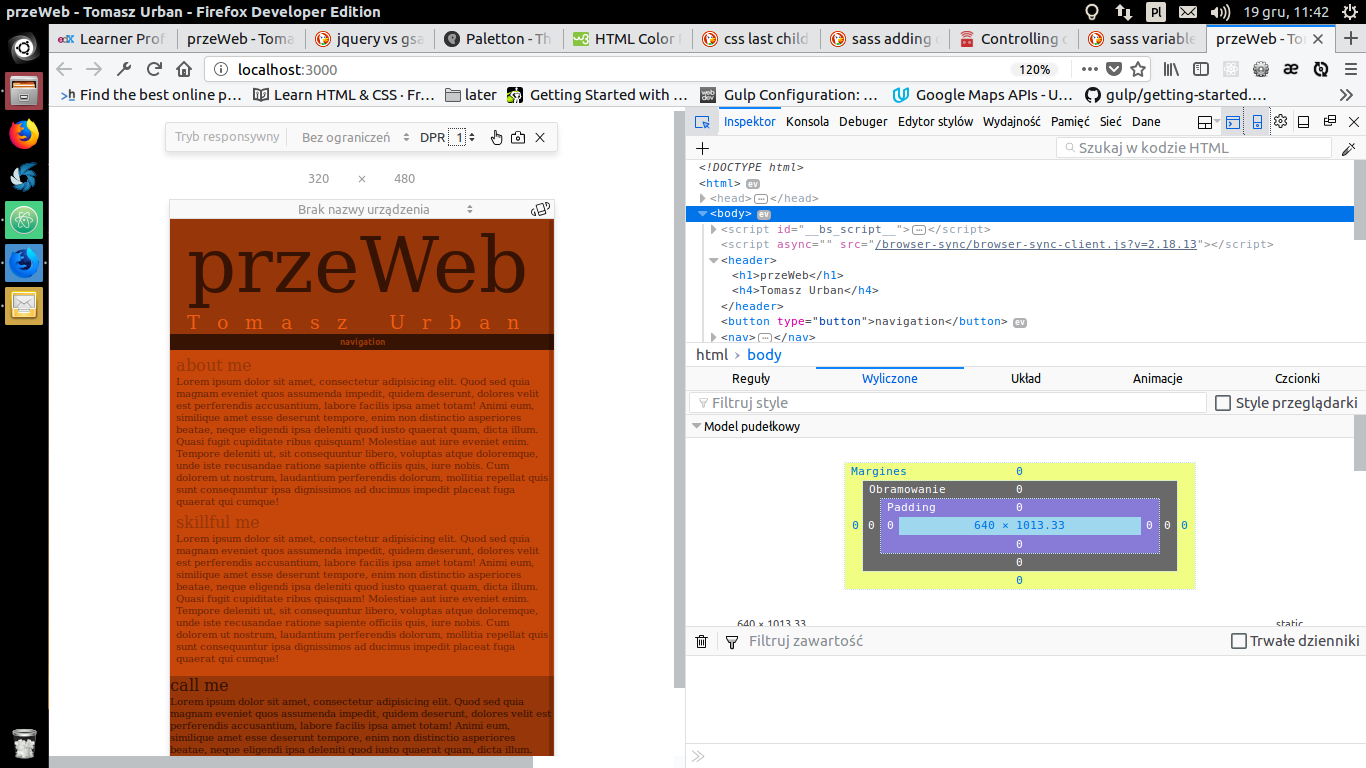 przeWeb - Tomasz Urban - Firefox Developer Edition
Pl
19 gru, 11:42
edX Learner Prof
przeWeb - Toma
jquery vs gsa
Paletton - Th
HTML Color
css last child
sass adding
Controlling
sass variable
przeWeb - To
localhost:3000
120%
Find the best online p…
Learn HTML & CSS · Fr…
later
Getting Started with …
Gulp Configuration: …
Google Maps APIs - U…
gulp/getting-started.…
Tryb responsywny
Bez ograniczeń
DPR 1
320 × 480
Brak nazwy urządzenia
przeWeb
Tomasz Urban
navigation
about me
Lorem ipsum dolor sit amet, consectetur adipisicing elit. Quod sed quia
magnam eveniet quos assumenda impedit, quidem deserunt, dolores velit
est perferendis accusantium, labore facilis ipsa amet totam! Animi eum,
similique amet esse deserunt tempore, enim non distinctio asperiores
beatae, neque eligendi ipsa deleniti quod iusto quaerat quam, dicta illum.
Quasi fugit cupiditate ribus quisquam! Molestiae aut iure eveniet enim.
Tempore deleniti ut, sit consequuntur libero, voluptas atque doloremque,
unde iste recusandae ratione sapiente officiis quis, iure nobis. Cum
dolorem ut nostrum, laudantium perferendis dolorum, mollitia repellat quis
sunt consequuntur ipsa dignissimos ad ducimus impedit placeat fuga
quaerat qui cumque!
skillful me
Lorem ipsum dolor sit amet, consectetur adipisicing elit. Quod sed quia
magnam eveniet quos assumenda impedit, quidem deserunt, dolores velit
est perferendis accusantium, labore facilis ipsa amet totam! Animi eum,
similique amet esse deserunt tempore, enim non distinctio asperiores
beatae, neque eligendi ipsa deleniti quod iusto quaerat quam, dicta illum.
Quasi fugit cupiditate ribus quisquam! Molestiae aut iure eveniet enim.
Tempore deleniti ut, sit consequuntur libero, voluptas atque doloremque,
unde iste recusandae ratione sapiente officiis quis, iure nobis. Cum
dolorem ut nostrum, laudantium perferendis dolorum, mollitia repellat quis
sunt consequuntur ipsa dignissimos ad ducimus impedit placeat fuga
quaerat qui cumque!
call me
Lorem ipsum dolor sit amet, consectetur adipisicing elit. Quod sed quia
magnam eveniet quos assumenda impedit, quidem deserunt, dolores velit est
perferendis accusantium, labore facilis ipsa amet totam! Animi eum,
similique amet esse deserunt tempore, enim non distinctio asperiores
beatae, neque eligendi ipsa deleniti quod iusto quaerat quam, dicta illum.
Inspektor Konsola Debuger Edytor stylów Wydajność Pamięć Sieć Dane
Szukaj w kodzie HTML
<!DOCTYPE html>
<html> ev
<head>…</head>
<body> ev
<script id="__bs_script__">…</script>
<script async="" src="/browser-sync/browser-sync-client.js?v=2.18.13"></script>
<header>
<h1>przeWeb</h1>
<h4>Tomasz Urban</h4>
</header>
<button type="button">navigation</button> ev
<nav>…</nav>
html › body
Reguły Wyliczone Układ Animacje Czcionki
Filtruj style
Style przeglądarki
Model pudełkowy
Margines 0
Obramowanie 0
Padding 0
0 0 0 640 × 1013.33 0 0 0
0
0
0
640 × 1013.33
static
Filtruj zawartość
Trwałe dzienniki